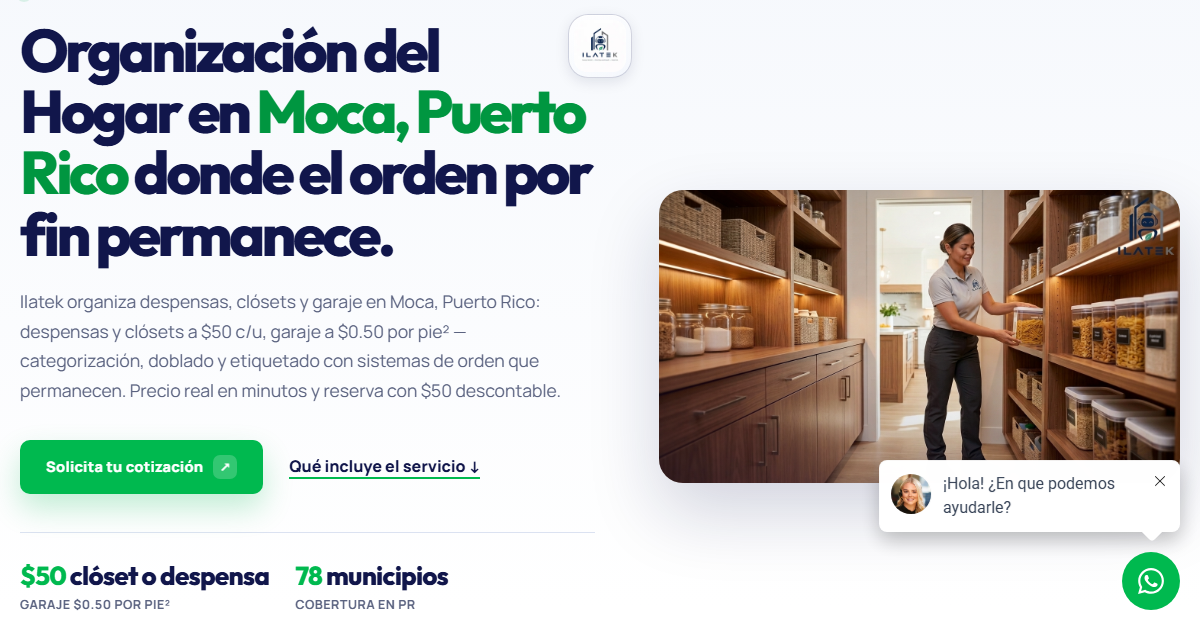 Organización del
Hogar en Moca, Puerto
Rico donde el orden por
fin permanece.
Ilatek organiza despensas, clósets y garaje en Moca, Puerto Rico:
despensas y clósets a $50 c/u, garaje a $0.50 por pie² —
categorización, doblado y etiquetado con sistemas de orden que
permanecen. Precio real en minutos y reserva con $50 descontable.
Solicita tu cotización ↗
Qué incluye el servicio ↓
$50 clóset o despensa
GARAJE $0.50 POR PIE²
78 municipios
COBERTURA EN PR
ILATEK
ILATEK
¡Hola! ¿En que podemos
ayudarle?